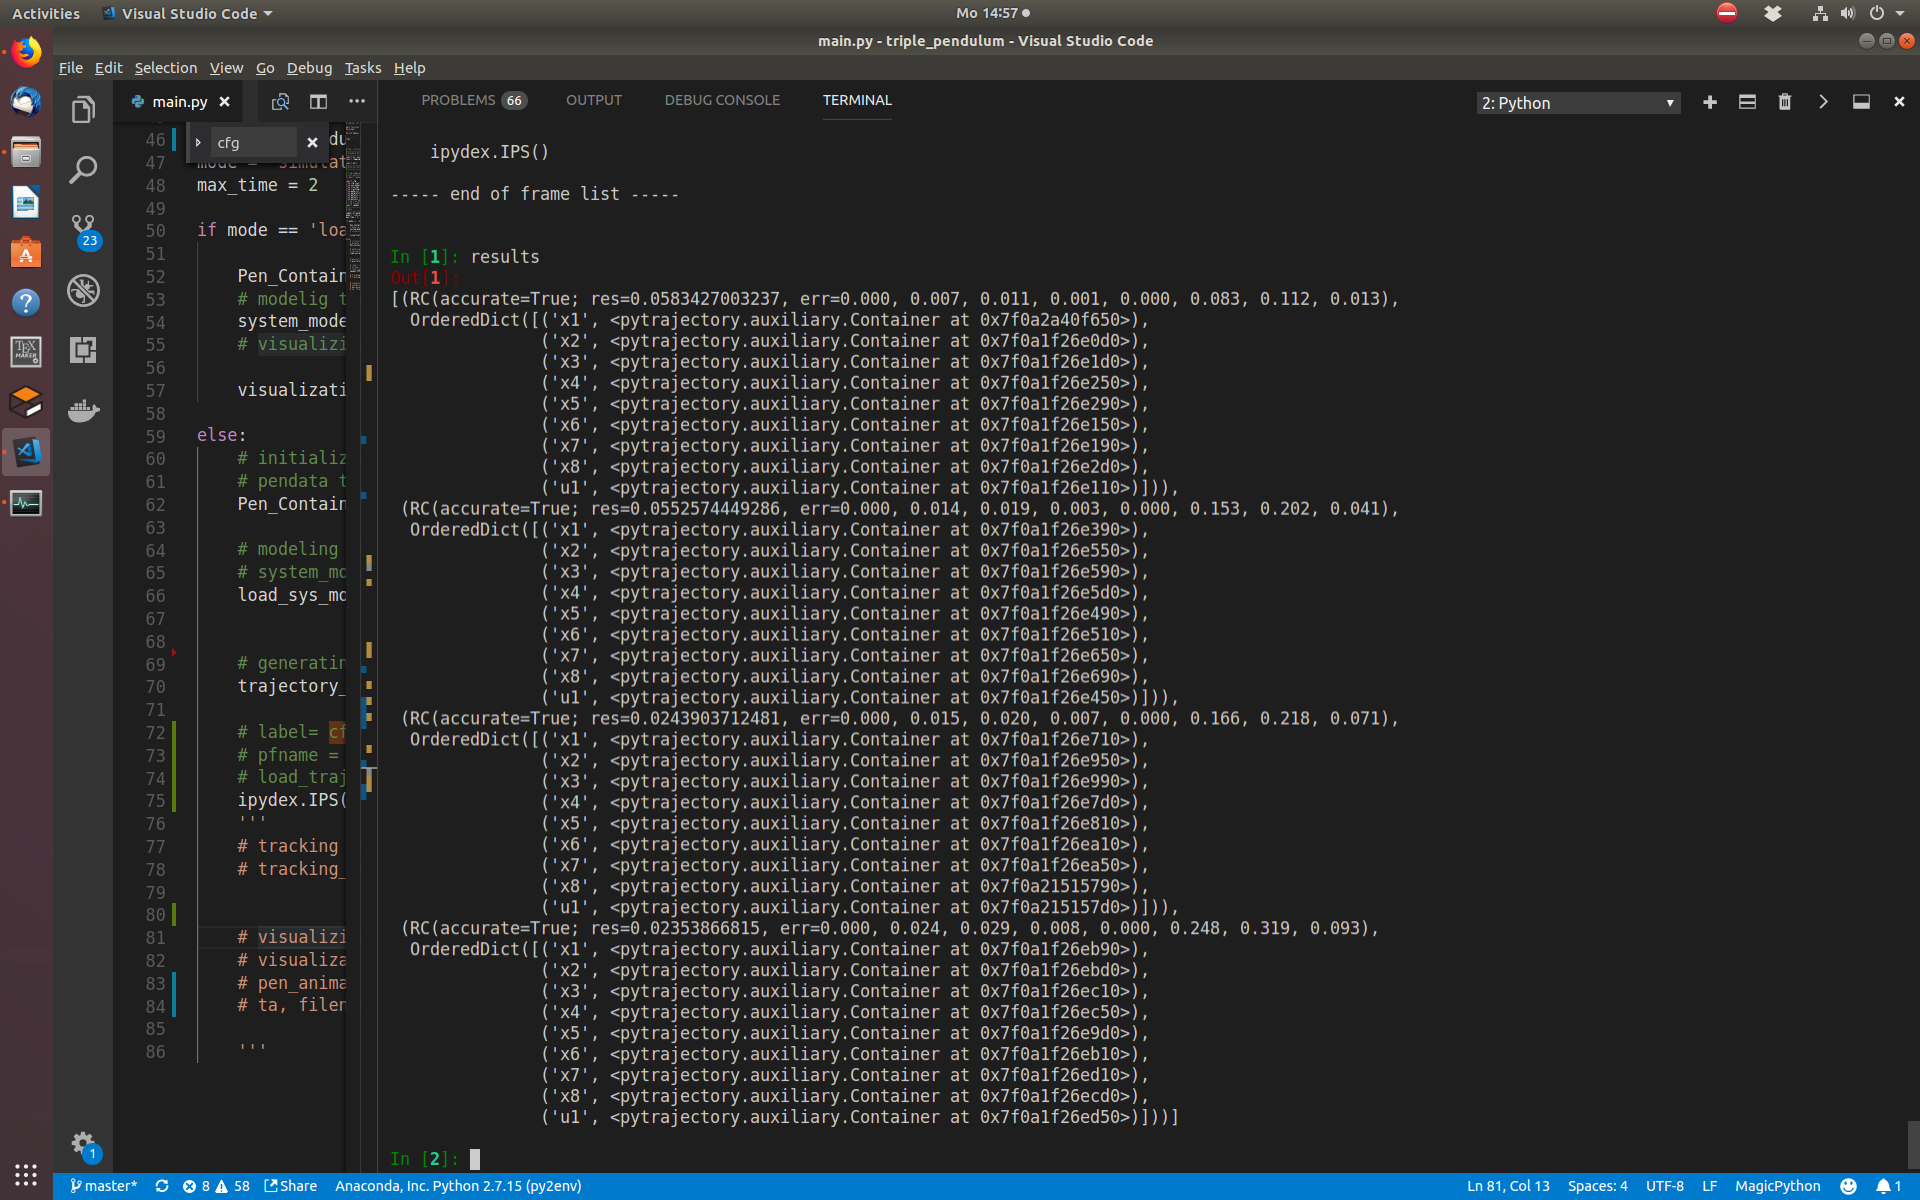 Activities
Visual Studio Code
Mo 14:57
main.py - triple_pendulum - Visual Studio Code
File Edit Selection View Go Debug Tasks Help
main.py
cfg
PROBLEMS 66 OUTPUT DEBUG CONSOLE TERMINAL
2: Python
46
47
48 max_time = 2
49
50 if mode == 'loa
51
52 Pen_Contain
53 # modelig t
54 system_mode
55 # visualizi
56
57 visualizati
58
59 else:
60 # initializ
61 # pendata t
62 Pen_Contain
63
64 # modeling
65 # system_mo
66 load_sys_mo
67
68
69 # generatin
70 trajectory_
71
72 # label= cf
73 # pfname =
74 # load_traj
75 ipydex.IPS(
76 '''
77 # tracking
78 # tracking_
79
80
81 # visualizi
82 # visualiza
83 # pen_anima
84 # ta, filen
85
86 '''
ipydex.IPS()
----- end of frame list -----
In [1]: results
Out[1]:
[(RC(accurate=True; res=0.0583427003237, err=0.000, 0.007, 0.011, 0.001, 0.000, 0.083, 0.112, 0.013),
OrderedDict([('x1', <pytrajectory.auxiliary.Container at 0x7f0a2a40f650>),
('x2', <pytrajectory.auxiliary.Container at 0x7f0a1f26e0d0>),
('x3', <pytrajectory.auxiliary.Container at 0x7f0a1f26e1d0>),
('x4', <pytrajectory.auxiliary.Container at 0x7f0a1f26e250>),
('x5', <pytrajectory.auxiliary.Container at 0x7f0a1f26e290>),
('x6', <pytrajectory.auxiliary.Container at 0x7f0a1f26e150>),
('x7', <pytrajectory.auxiliary.Container at 0x7f0a1f26e190>),
('x8', <pytrajectory.auxiliary.Container at 0x7f0a1f26e2d0>),
('u1', <pytrajectory.auxiliary.Container at 0x7f0a1f26e110>)])),
(RC(accurate=True; res=0.0552574449286, err=0.000, 0.014, 0.019, 0.003, 0.000, 0.153, 0.202, 0.041),
OrderedDict([('x1', <pytrajectory.auxiliary.Container at 0x7f0a1f26e390>),
('x2', <pytrajectory.auxiliary.Container at 0x7f0a1f26e550>),
('x3', <pytrajectory.auxiliary.Container at 0x7f0a1f26e590>),
('x4', <pytrajectory.auxiliary.Container at 0x7f0a1f26e5d0>),
('x5', <pytrajectory.auxiliary.Container at 0x7f0a1f26e490>),
('x6', <pytrajectory.auxiliary.Container at 0x7f0a1f26e510>),
('x7', <pytrajectory.auxiliary.Container at 0x7f0a1f26e650>),
('x8', <pytrajectory.auxiliary.Container at 0x7f0a1f26e690>),
('u1', <pytrajectory.auxiliary.Container at 0x7f0a1f26e450>)])),
(RC(accurate=True; res=0.0243903712481, err=0.000, 0.015, 0.020, 0.007, 0.000, 0.166, 0.218, 0.071),
OrderedDict([('x1', <pytrajectory.auxiliary.Container at 0x7f0a1f26e710>),
('x2', <pytrajectory.auxiliary.Container at 0x7f0a1f26e950>),
('x3', <pytrajectory.auxiliary.Container at 0x7f0a1f26e990>),
('x4', <pytrajectory.auxiliary.Container at 0x7f0a1f26e7d0>),
('x5', <pytrajectory.auxiliary.Container at 0x7f0a1f26e810>),
('x6', <pytrajectory.auxiliary.Container at 0x7f0a1f26ea10>),
('x7', <pytrajectory.auxiliary.Container at 0x7f0a1f26ea50>),
('x8', <pytrajectory.auxiliary.Container at 0x7f0a21515790>),
('u1', <pytrajectory.auxiliary.Container at 0x7f0a215157d0>)])),
(RC(accurate=True; res=0.02353866815, err=0.000, 0.024, 0.029, 0.008, 0.000, 0.248, 0.319, 0.093),
OrderedDict([('x1', <pytrajectory.auxiliary.Container at 0x7f0a1f26eb90>),
('x2', <pytrajectory.auxiliary.Container at 0x7f0a1f26ebd0>),
('x3', <pytrajectory.auxiliary.Container at 0x7f0a1f26ec10>),
('x4', <pytrajectory.auxiliary.Container at 0x7f0a1f26ec50>),
('x5', <pytrajectory.auxiliary.Container at 0x7f0a1f26e9d0>),
('x6', <pytrajectory.auxiliary.Container at 0x7f0a1f26eb10>),
('x7', <pytrajectory.auxiliary.Container at 0x7f0a1f26ed10>),
('x8', <pytrajectory.auxiliary.Container at 0x7f0a1f26ecd0>),
('u1', <pytrajectory.auxiliary.Container at 0x7f0a1f26ed50>)]))]
In [2]:
23
1
master* 8 58 Share Anaconda, Inc. Python 2.7.15 (py2env)
Ln 81, Col 13 Spaces: 4 UTF-8 LF MagicPython 1